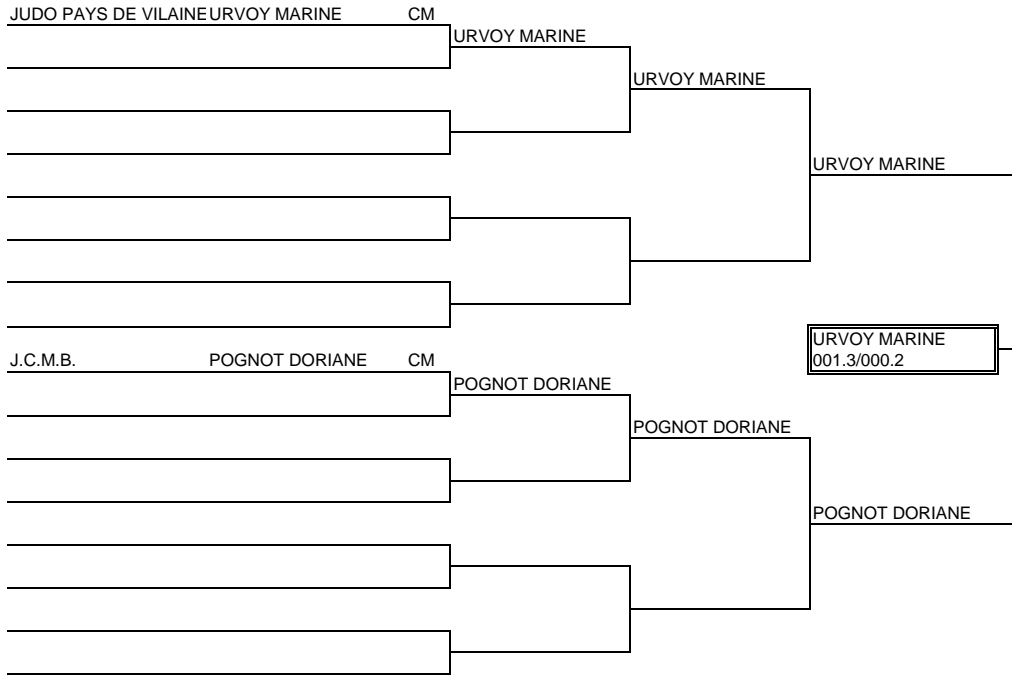 JUDO PAYS DE VILAINE URVOY MARINE CM
URVOY MARINE
URVOY MARINE
URVOY MARINE
URVOY MARINE
001.3/000.2
J.C.M.B. POGNOT DORIANE CM
POGNOT DORIANE
POGNOT DORIANE
POGNOT DORIANE